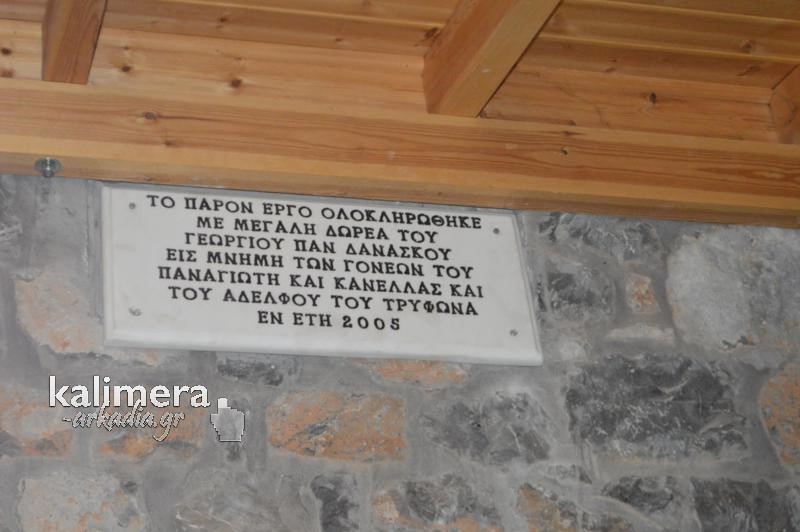 ΤΟ ΠΑΡΟΝ ΕΡΓΟ ΟΛΟΚΛΗΡΩΘΗΚΕ
ΜΕ ΜΕΓΑΛΗ ΔΩΡΕΑ ΤΟΥ
ΓΕΩΡΓΙΟΥ ΠΑΝ ΔΑΝΑΣΚΟΥ
ΕΙΣ ΜΝΗΜΗ ΤΩΝ ΓΟΝΕΩΝ ΤΟΥ
ΠΑΝΑΓΙΩΤΗ ΚΑΙ ΚΑΝΕΛΛΑΣ ΚΑΙ
ΤΟΥ ΑΔΕΛΦΟΥ ΤΟΥ ΤΡΥΦΩΝΑ
ΕΝ ΕΤΗ 2005
kalimera
-arkadia.gr